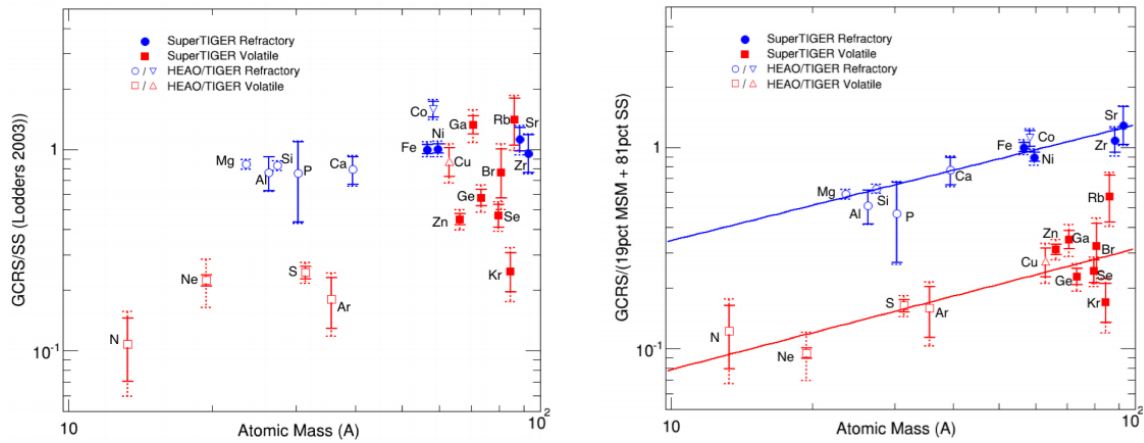 SuperTIGER Refractory
SuperTIGER Volatile
/ HEAO/TIGER Refractory
/ HEAO/TIGER Volatile
GCRS/SS (Lodders 2003))
1
10-1
10
10²
Atomic Mass (A)
N
Ne
Mg
Al
Si
P
S
Ar
Ca
Fe
Co
Ni
Cu
Zn
Ga
Ge
Br
Se
Kr
Rb
Sr
Zr
SuperTIGER Refractory
SuperTIGER Volatile
/ HEAO/TIGER Refractory
/ HEAO/TIGER Volatile
GCRS/(19pct MSM + 81pct SS)
1
10-1
10
10²
Atomic Mass (A)
N
Ne
Mg
Al
Si
P
S
Ar
Ca
Fe
Co
Ni
Cu
Zn
Ga
Ge
Br
Se
Kr
Rb
Sr
Zr